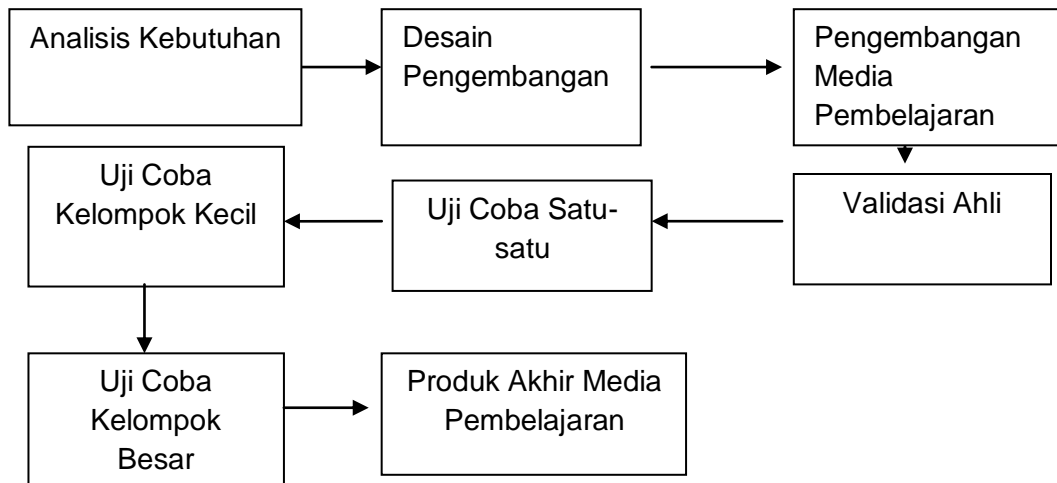 Analisis Kebutuhan
Desain
Pengembangan
Pengembangan
Media
Pembelajaran
Validasi Ahli
Uji Coba Satu-
satu
Uji Coba
Kelompok Kecil
Uji Coba
Kelompok
Besar
Produk Akhir Media
Pembelajaran